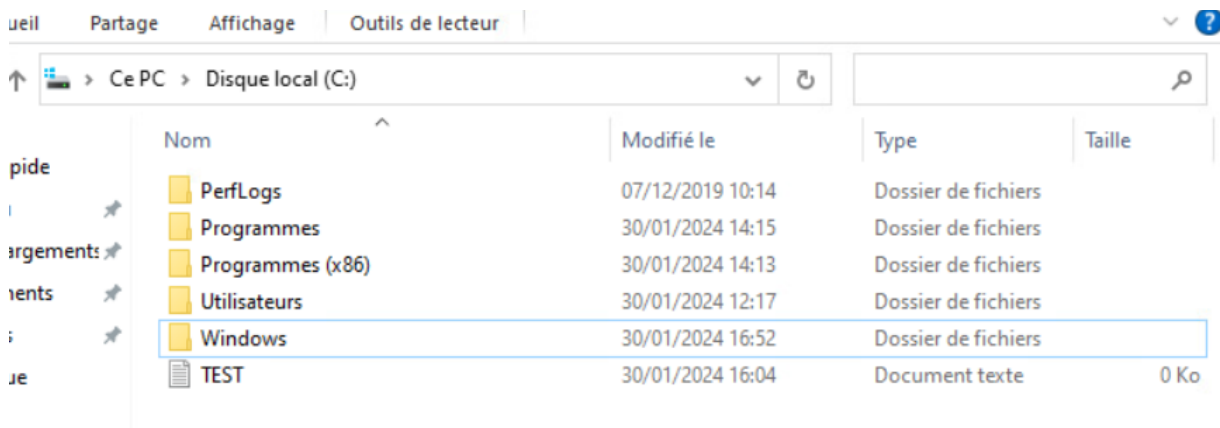 ueil Partage Affichage Outils de lecteur ?
Ce PC > Disque local (C:)
Nom Modifié le Type Taille
pide
PerfLogs 07/12/2019 10:14 Dossier de fichiers
Programmes 30/01/2024 14:15 Dossier de fichiers
argements
Programmes (x86) 30/01/2024 14:13 Dossier de fichiers
nents
Utilisateurs 30/01/2024 12:17 Dossier de fichiers
Windows 30/01/2024 16:52 Dossier de fichiers
ue
TEST 30/01/2024 16:04 Document texte 0 Ko